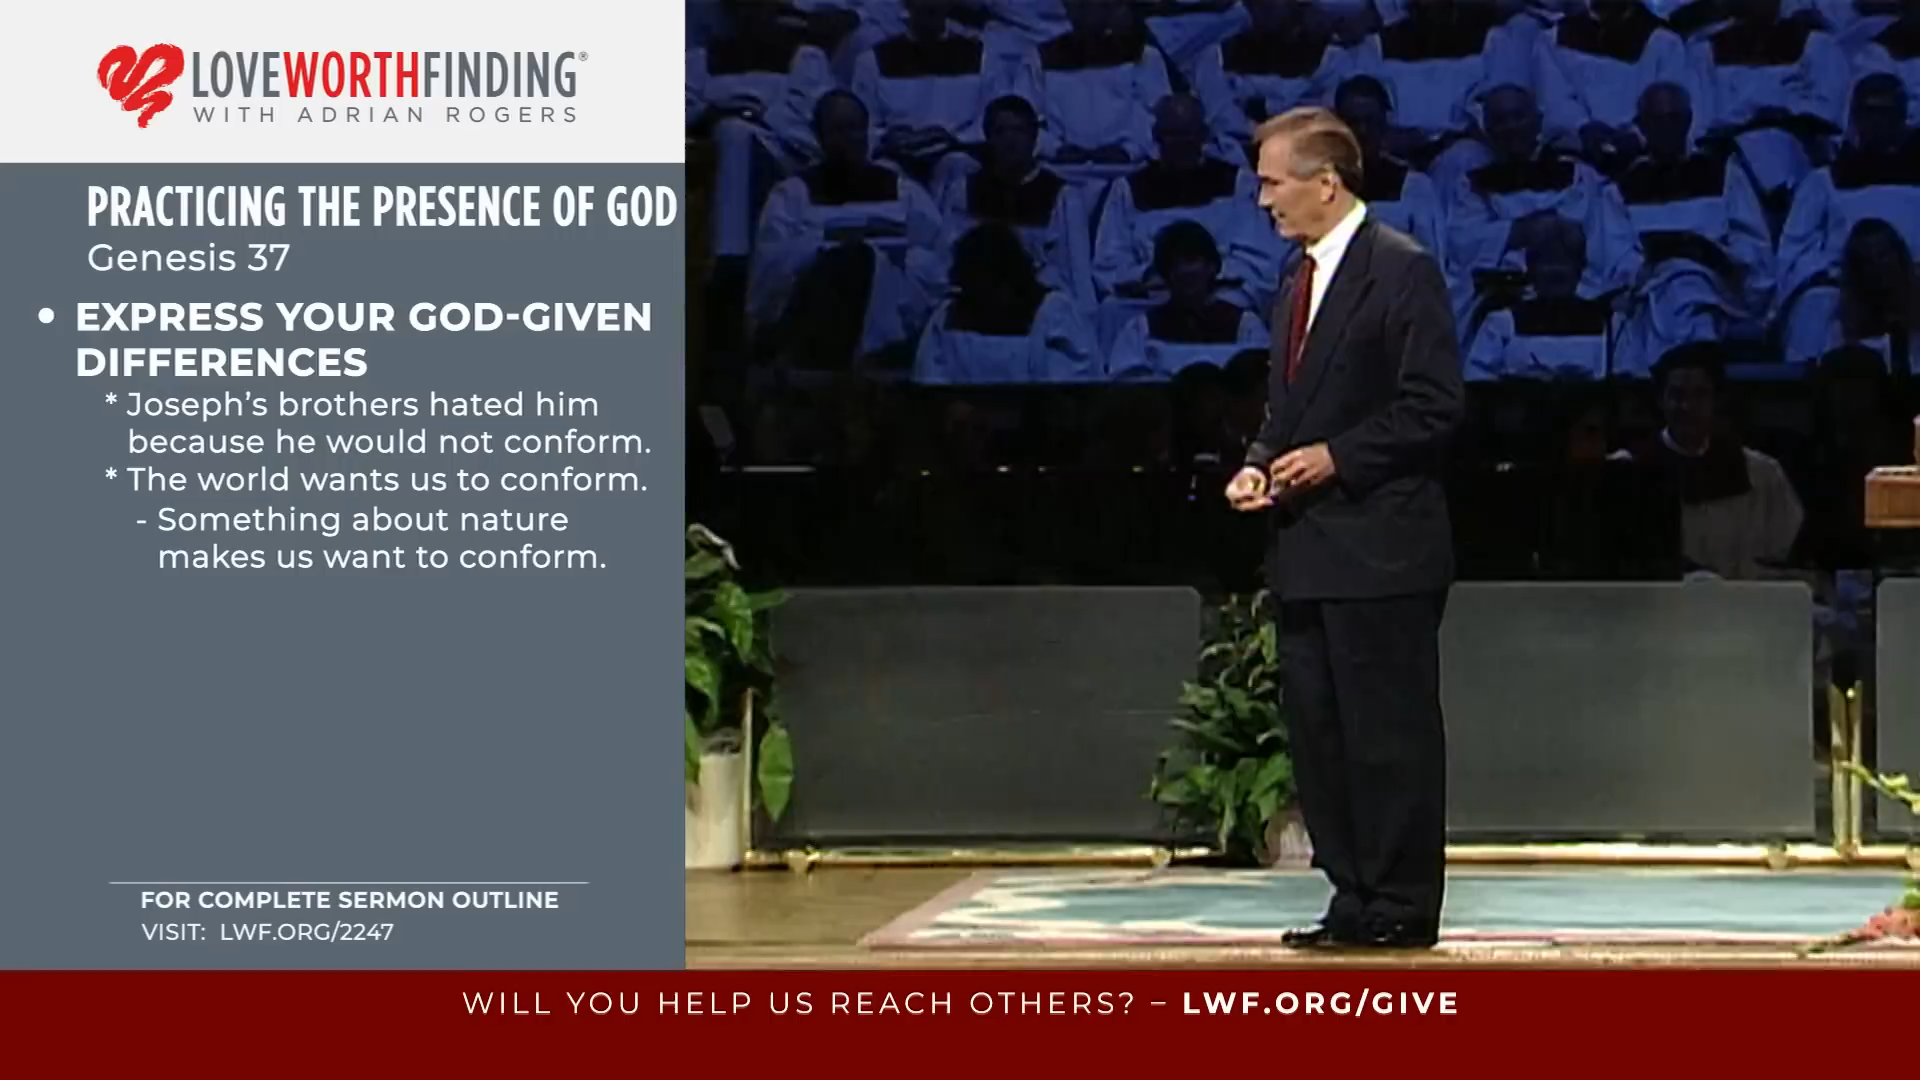 LOVEWORTHFINDING®
WITH ADRIAN ROGERS
PRACTICING THE PRESENCE OF GOD
Genesis 37
• EXPRESS YOUR GOD-GIVEN
DIFFERENCES
* Joseph's brothers hated him
because he would not conform.
* The world wants us to conform.
- Something about nature
makes us want to conform.
FOR COMPLETE SERMON OUTLINE
VISIT: LWF.ORG/2247
WILL YOU HELP US REACH OTHERS? – LWF.ORG/GIVE